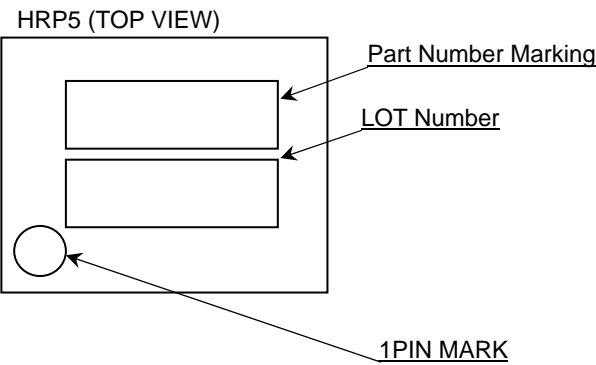 HRP5 (TOP VIEW)
Part Number Marking
LOT Number
1PIN MARK